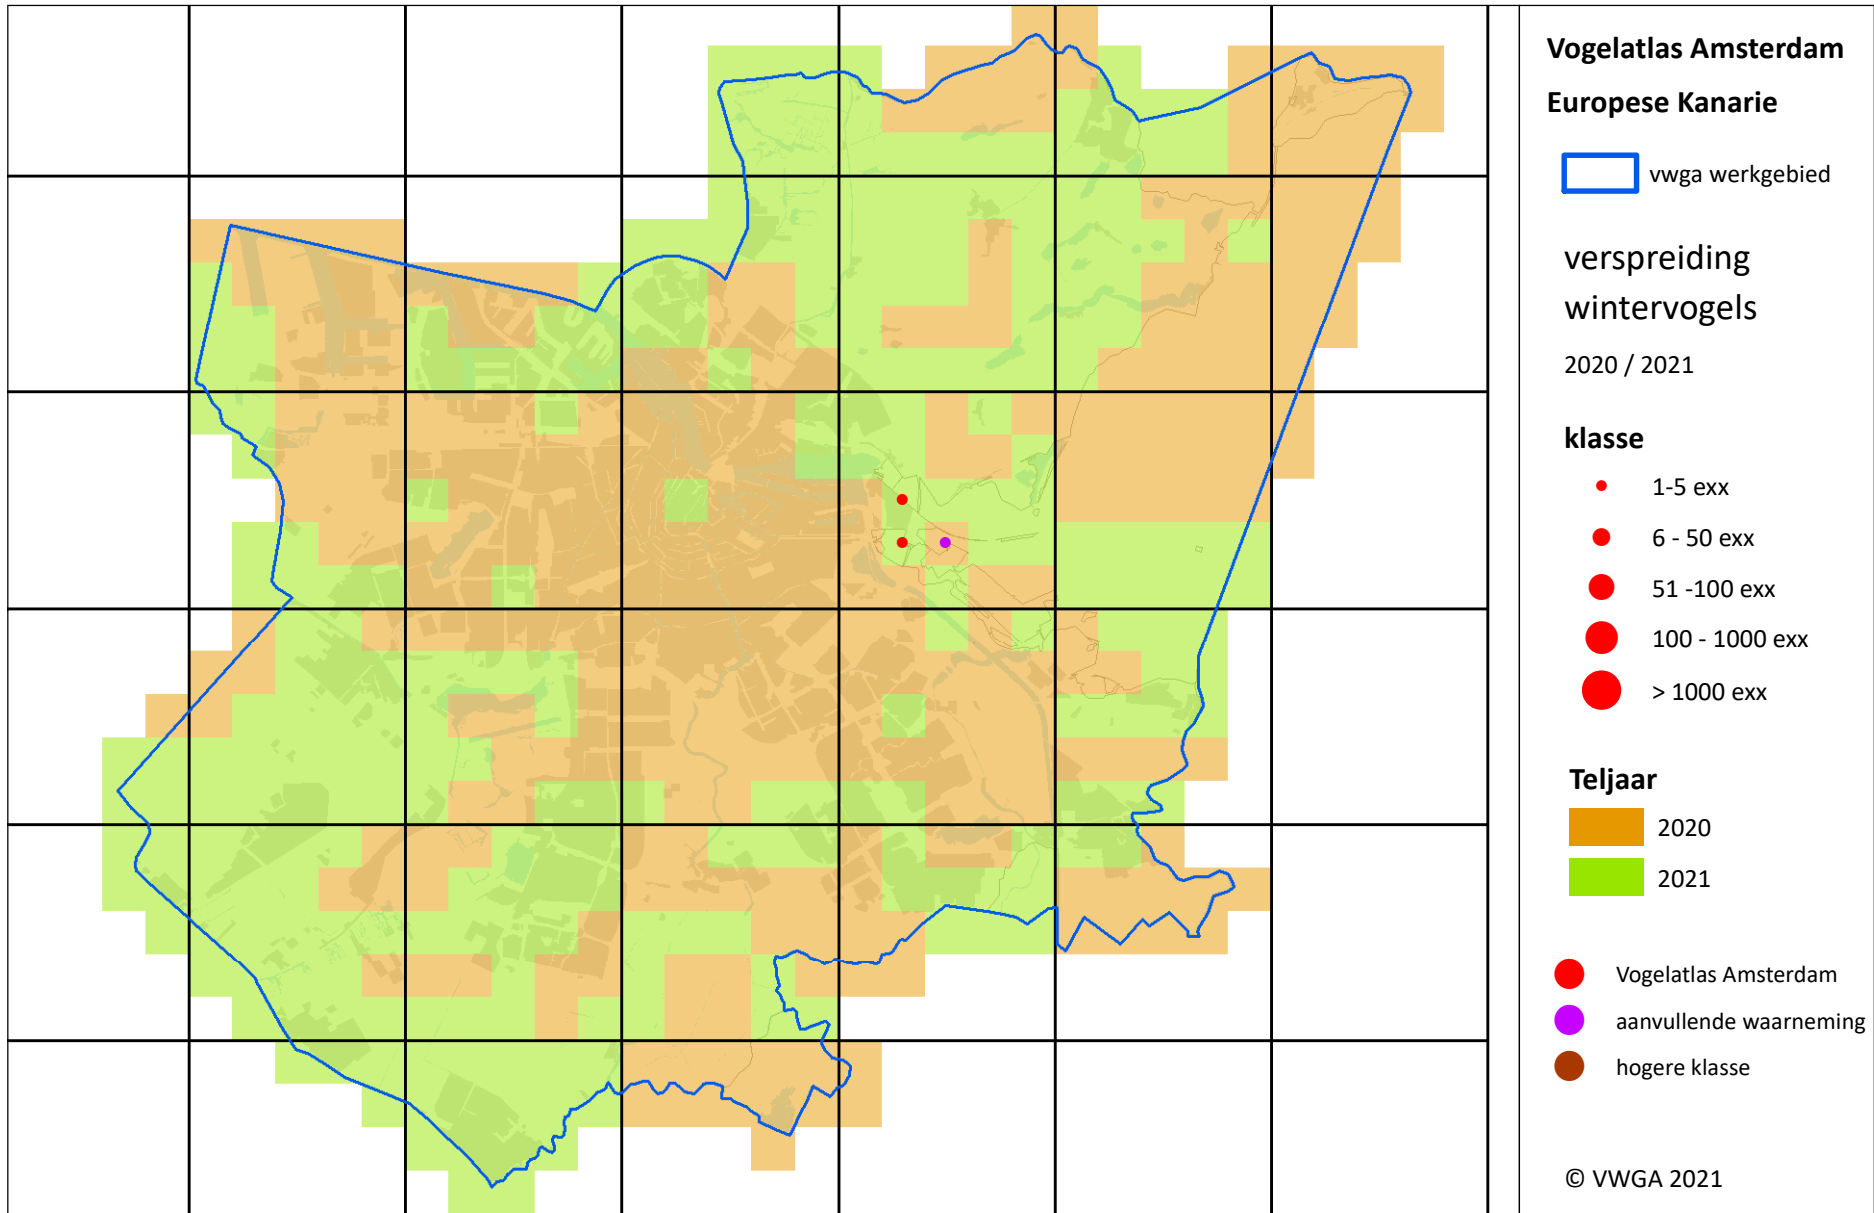 Vogelatlas Amsterdam
Europese Kanarie
vwga werkgebied
verspreiding
wintervogels
2020 / 2021
klasse
1-5 exx
6 - 50 exx
51 -100 exx
100 - 1000 exx
> 1000 exx
Teljaar
2020
2021
Vogelatlas Amsterdam
aanvullende waarneming
hogere klasse
© VWGA 2021